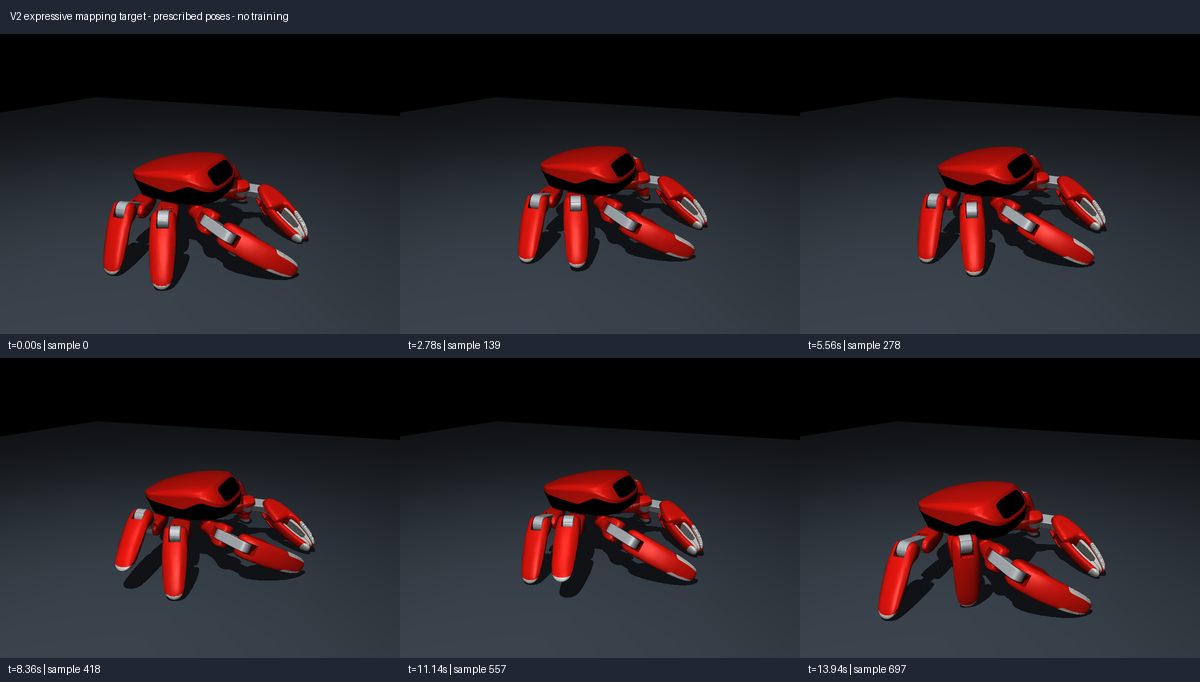 V2 expressive mapping target - prescribed poses - no training
t=0.00s | sample 0
t=2.78s | sample 139
t=5.56s | sample 278
t=8.36s | sample 418
t=11.14s | sample 557
t=13.94s | sample 697